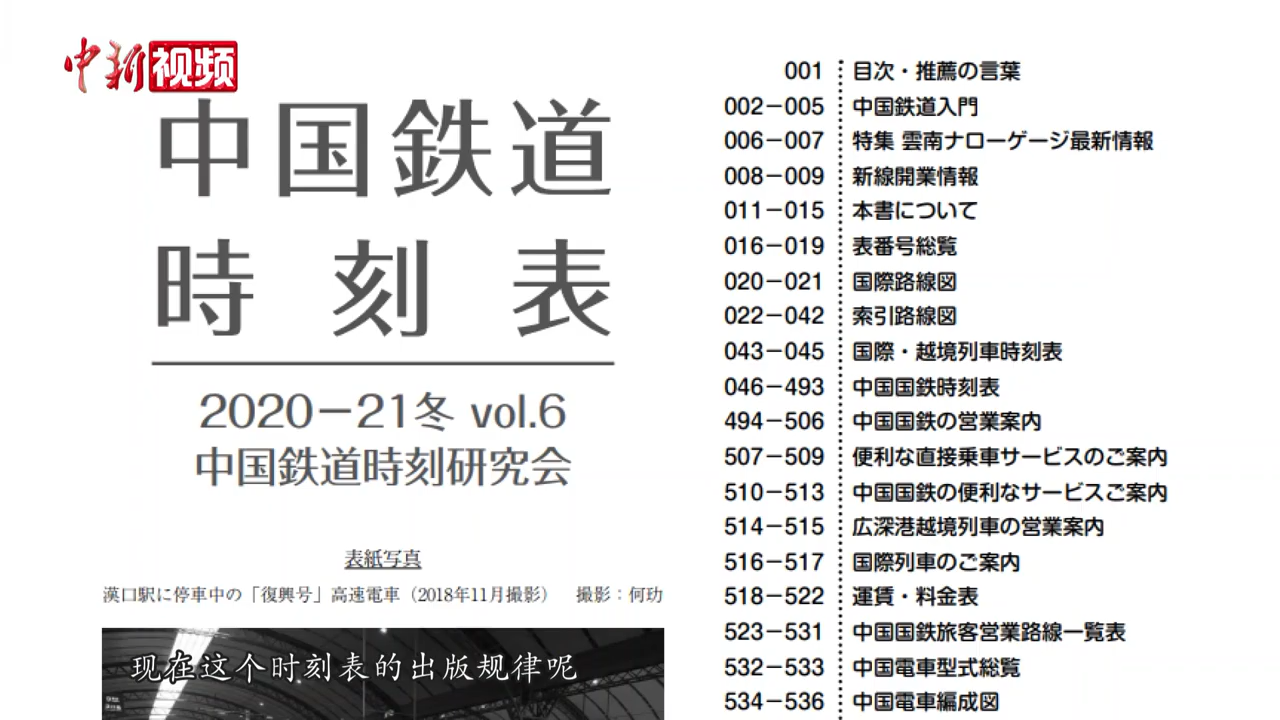 中新视频
中国鉄道
時刻表
2020−21冬 vol.6
中国鉄道時刻研究会
表紙写真
漢口駅に停車中の「復興号」高速電車（2018年11月撮影） 撮影：何玏
现在这个时刻表的出版规律呢
001 目次・推薦の言葉
002−005 中国鉄道入門
006−007 特集 雲南ナローゲージ最新情報
008−009 新線開業情報
011−015 本書について
016−019 表番号総覧
020−021 国際路線図
022−042 索引路線図
043−045 国際・越境列車時刻表
046−493 中国国鉄時刻表
494−506 中国国鉄の営業案内
507−509 便利な直接乗車サービスのご案内
510−513 中国国鉄の便利なサービスご案内
514−515 広深港越境列車の営業案内
516−517 国際列車のご案内
518−522 運賃・料金表
523−531 中国国鉄旅客営業路線一覧表
532−533 中国電車型式総覧
534−536 中国電車編成図